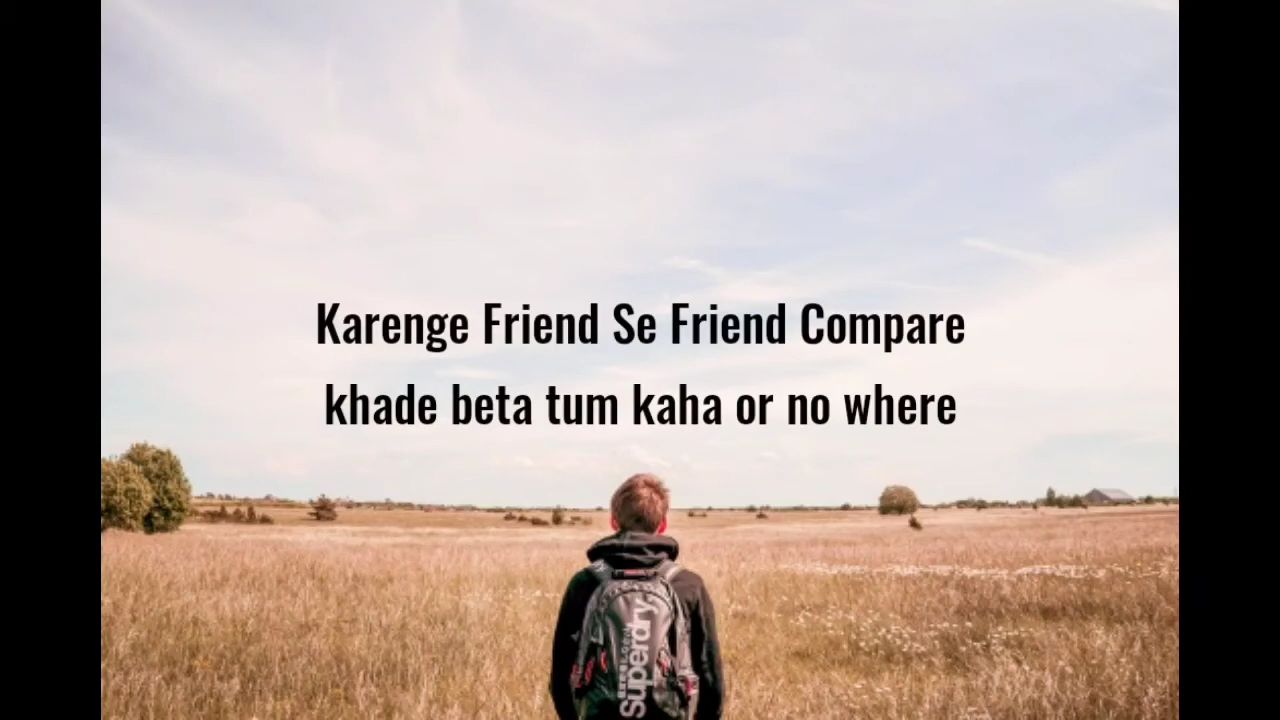 Karenge Friend Se Friend Compare
khade beta tum kaha or no where
Superdry